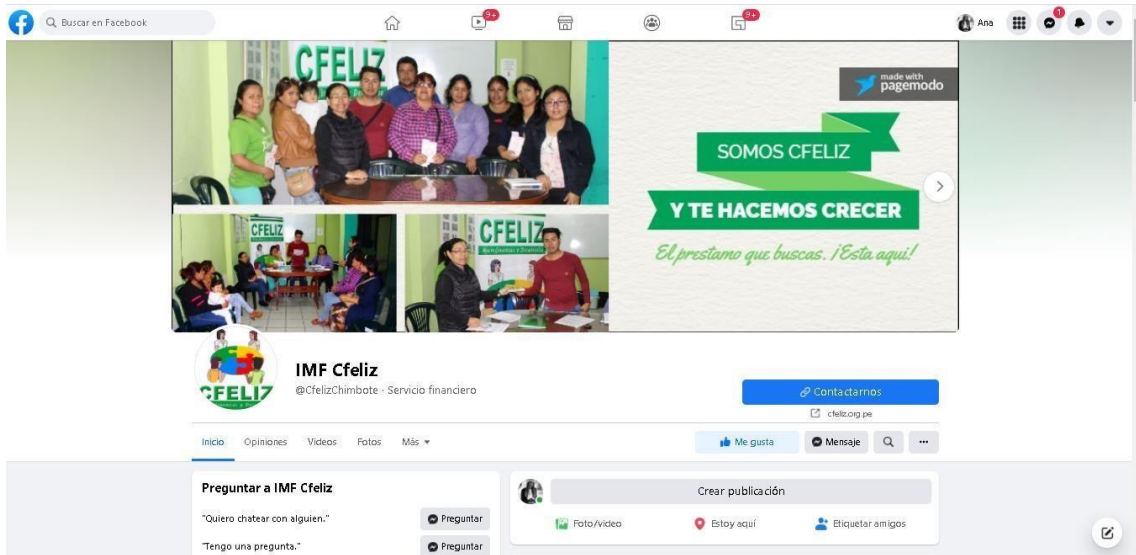 Buscar en Facebook
9+
9+
Ana
1
CFELIZ
made with
pagemodo
SOMOS CFELIZ
Y TE HACEMOS CRECER
El prestamo que buscas. ¡Esta aqui!
CFELIZ
CFELIZ
Microfinanzas y Desarrollo
CFELIZ
IMF Cfeliz
@CfelizChimbote · Servicio financiero
Contactarnos
cfeliz.org.pe
Inicio
Opiniones
Videos
Fotos
Más
Me gusta
Mensaje
Preguntar a IMF Cfeliz
"Quiero chatear con alguien."
Preguntar
"Tengo una pregunta."
Preguntar
Crear publicación
Foto/video
Estoy aquí
Etiquetar amigos